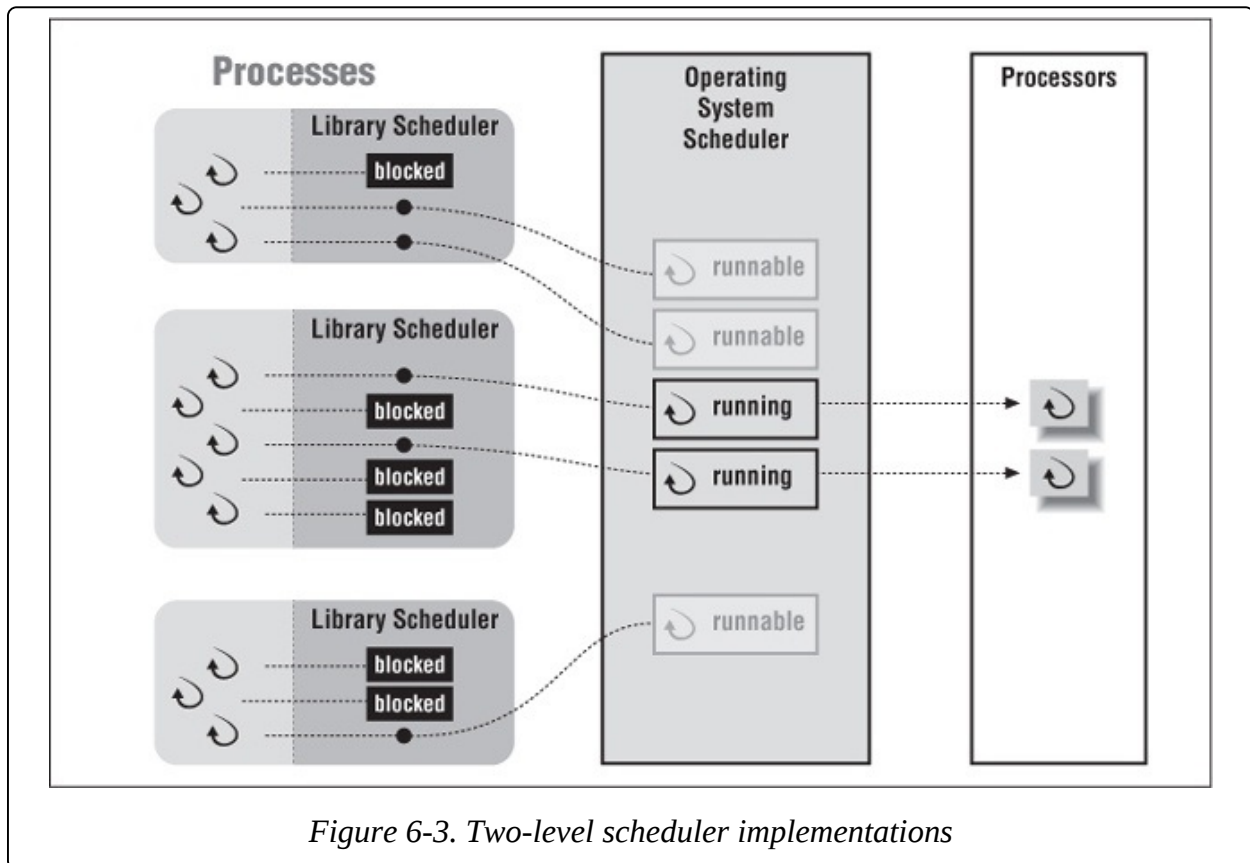 Processes
Operating
System
Scheduler
Processors
Library Scheduler
blocked
runnable
runnable
Library Scheduler
blocked
running
blocked
running
blocked
Library Scheduler
runnable
blocked
blocked
Figure 6-3. Two-level scheduler implementations